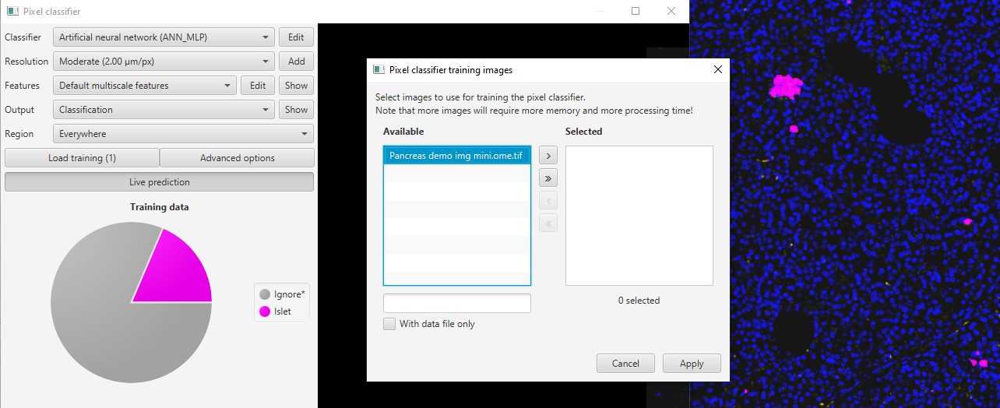 Pixel classifier
Classifier
Artificial neural network (ANN_MLP)
Edit
Resolution
Moderate (2.00 µm/px)
Add
Features
Default multiscale features
Edit
Show
Output
Classification
Show
Region
Everywhere
Load training (1)
Advanced options
Live prediction
Training data
Ignore*
Islet
Pixel classifier training images
Select images to use for training the pixel classifier.
Note that more images will require more memory and more processing time!
Available
Selected
Pancreas demo img mini.ome.tif
>
»
<
«
0 selected
With data file only
Cancel
Apply